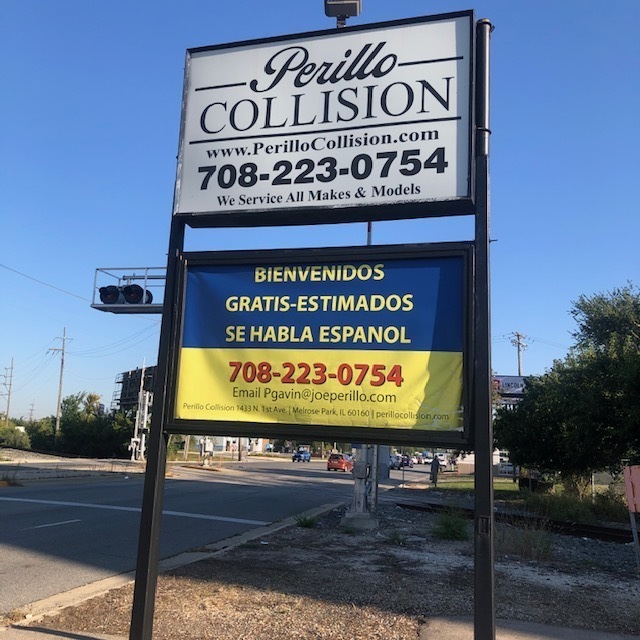 Perillo
COLLISION
www.PerilloCollision.com
708-223-0754
We Service All Makes & Models
BIENVENIDOS
GRATIS-ESTIMADOS
SE HABLA ESPANOL
708-223-0754
Email Pgavin@joeperillo.com
Perillo Collision 1433 N. 1st Ave. | Melrose Park, IL 60160 | perillocollision.com
LINCOLN